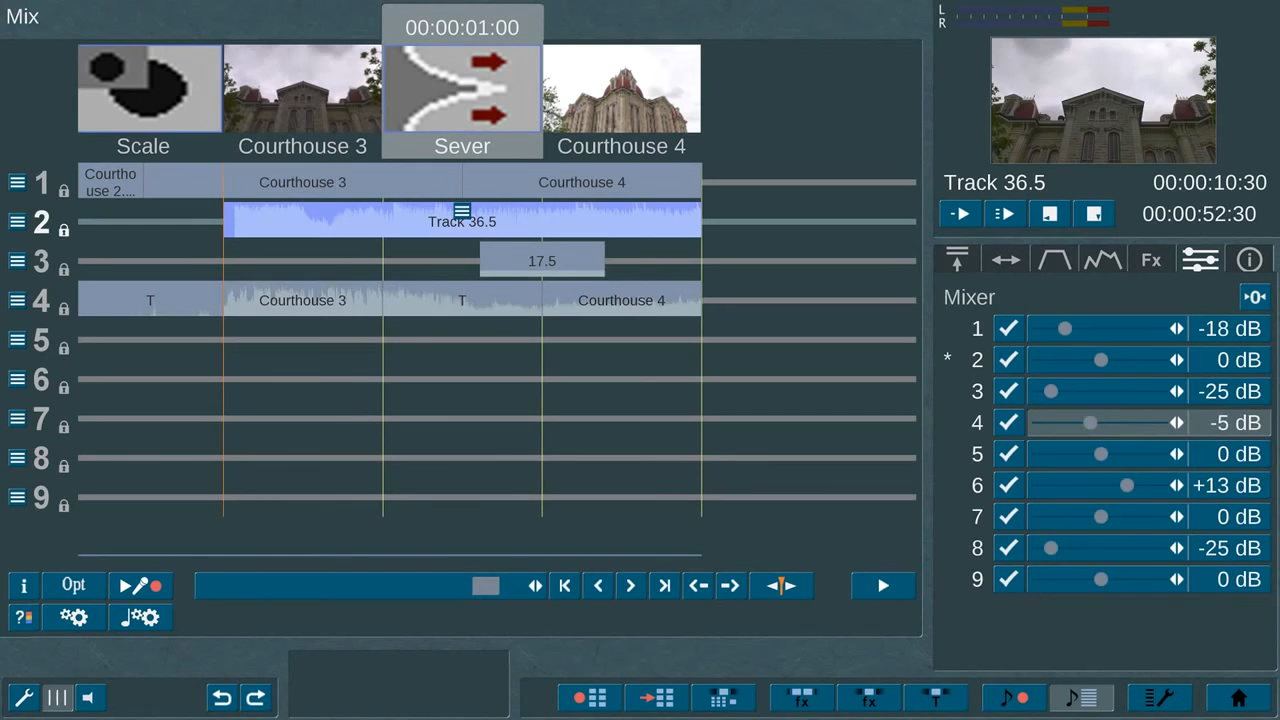 Mix
00:00:01:00
L
R
Scale
Courthouse 3
Sever
Courthouse 4
1
Courtho
use 2....
Courthouse 3
Courthouse 4
2
Track 36.5
3
17.5
4
T
Courthouse 3
T
Courthouse 4
5
6
7
8
9
Track 36.5
00:00:10:30
00:00:52:30
Fx
i
Mixer
0
1 -18 dB
* 2 0 dB
3 -25 dB
4 -5 dB
5 0 dB
6 +13 dB
7 0 dB
8 -25 dB
9 0 dB
i
Opt
?
fx
fx
T